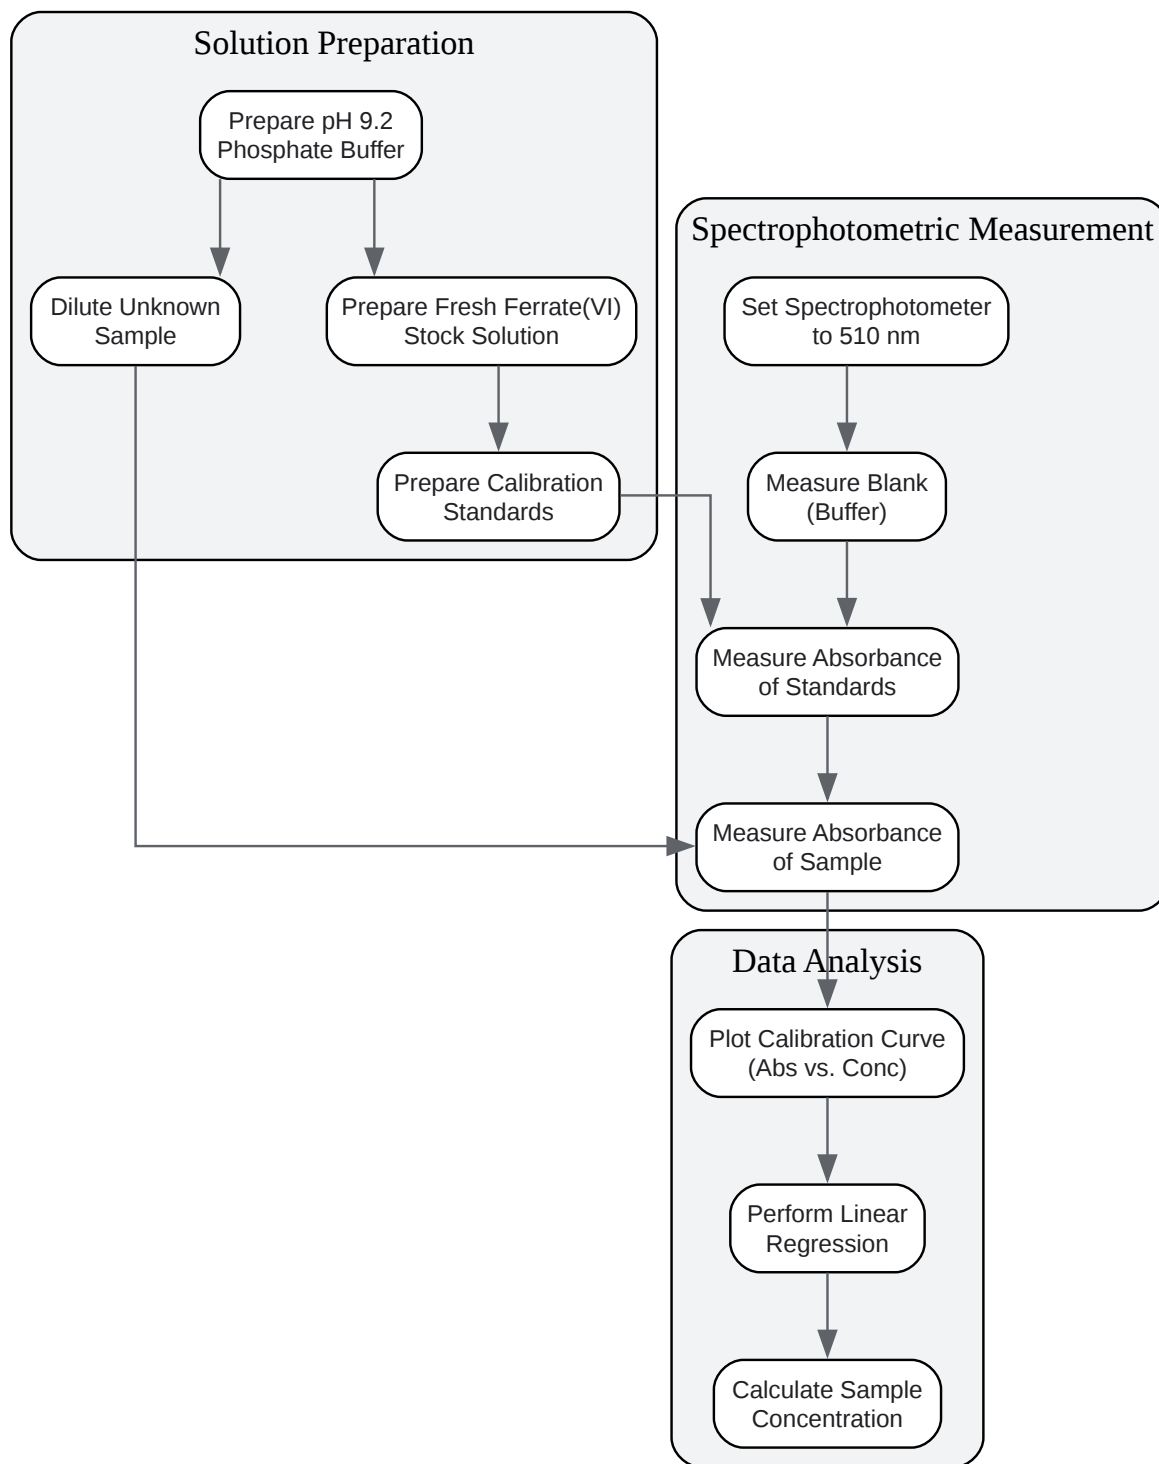 Solution Preparation
Prepare pH 9.2
Phosphate Buffer
Dilute Unknown
Sample
Prepare Fresh Ferrate(VI)
Stock Solution
Prepare Calibration
Standards
Spectrophotometric Measurement
Set Spectrophotometer
to 510 nm
Measure Blank
(Buffer)
Measure Absorbance
of Standards
Measure Absorbance
of Sample
Data Analysis
Plot Calibration Curve
(Abs vs. Conc)
Perform Linear
Regression
Calculate Sample
Concentration